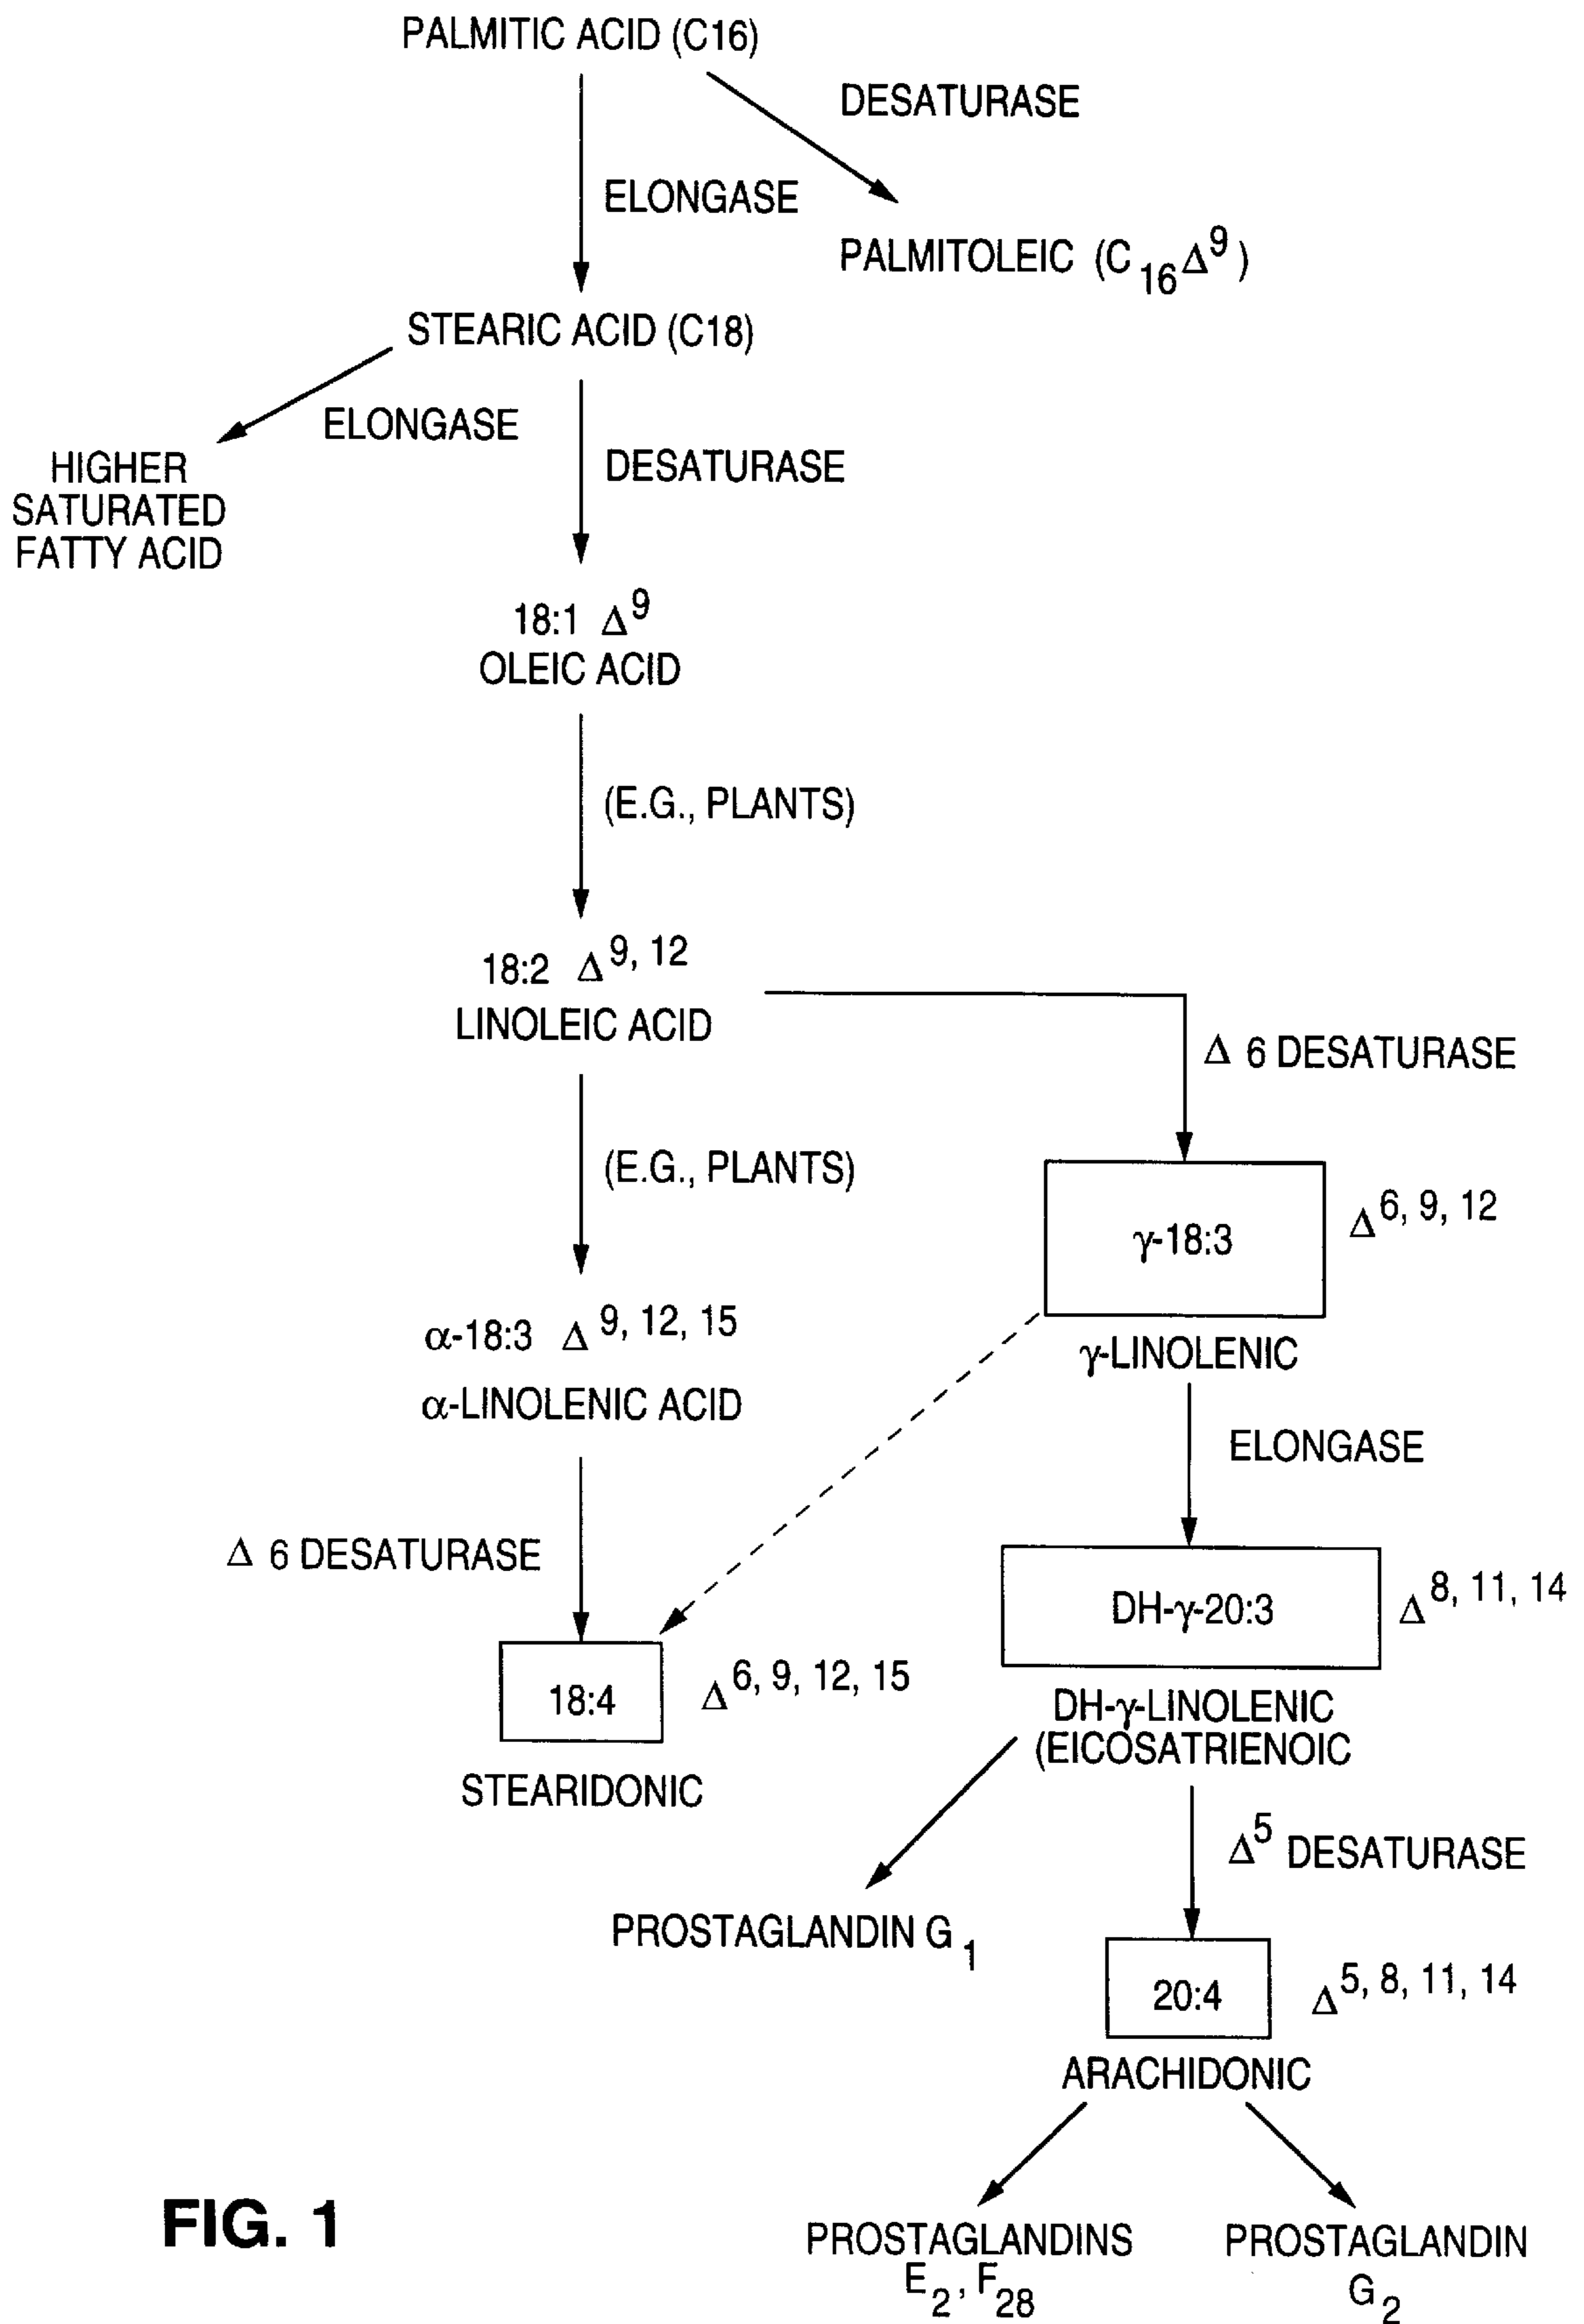 PALMITIC ACID (C16)
DESATURASE
ELONGASE
PALMITOLEIC (C₁₆Δ⁹)
STEARIC ACID (C18)
ELONGASE
DESATURASE
HIGHER
SATURATED
FATTY ACID
18:1 Δ⁹
OLEIC ACID
(E.G., PLANTS)
18:2 Δ⁹, ¹²
LINOLEIC ACID
Δ 6 DESATURASE
(E.G., PLANTS)
γ-18:3
Δ⁶, ⁹, ¹²
γ-LINOLENIC
α-18:3 Δ⁹, ¹², ¹⁵
α-LINOLENIC ACID
ELONGASE
Δ 6 DESATURASE
DH-γ-20:3
Δ⁸, ¹¹, ¹⁴
18:4
Δ⁶, ⁹, ¹², ¹⁵
DH-γ-LINOLENIC
(EICOSATRIENOIC
STEARIDONIC
Δ⁵ DESATURASE
PROSTAGLANDIN G₁
20:4
Δ⁵, ⁸, ¹¹, ¹⁴
ARACHIDONIC
PROSTAGLANDINS
E₂, F₂₈
PROSTAGLANDIN
G₂
FIG. 1